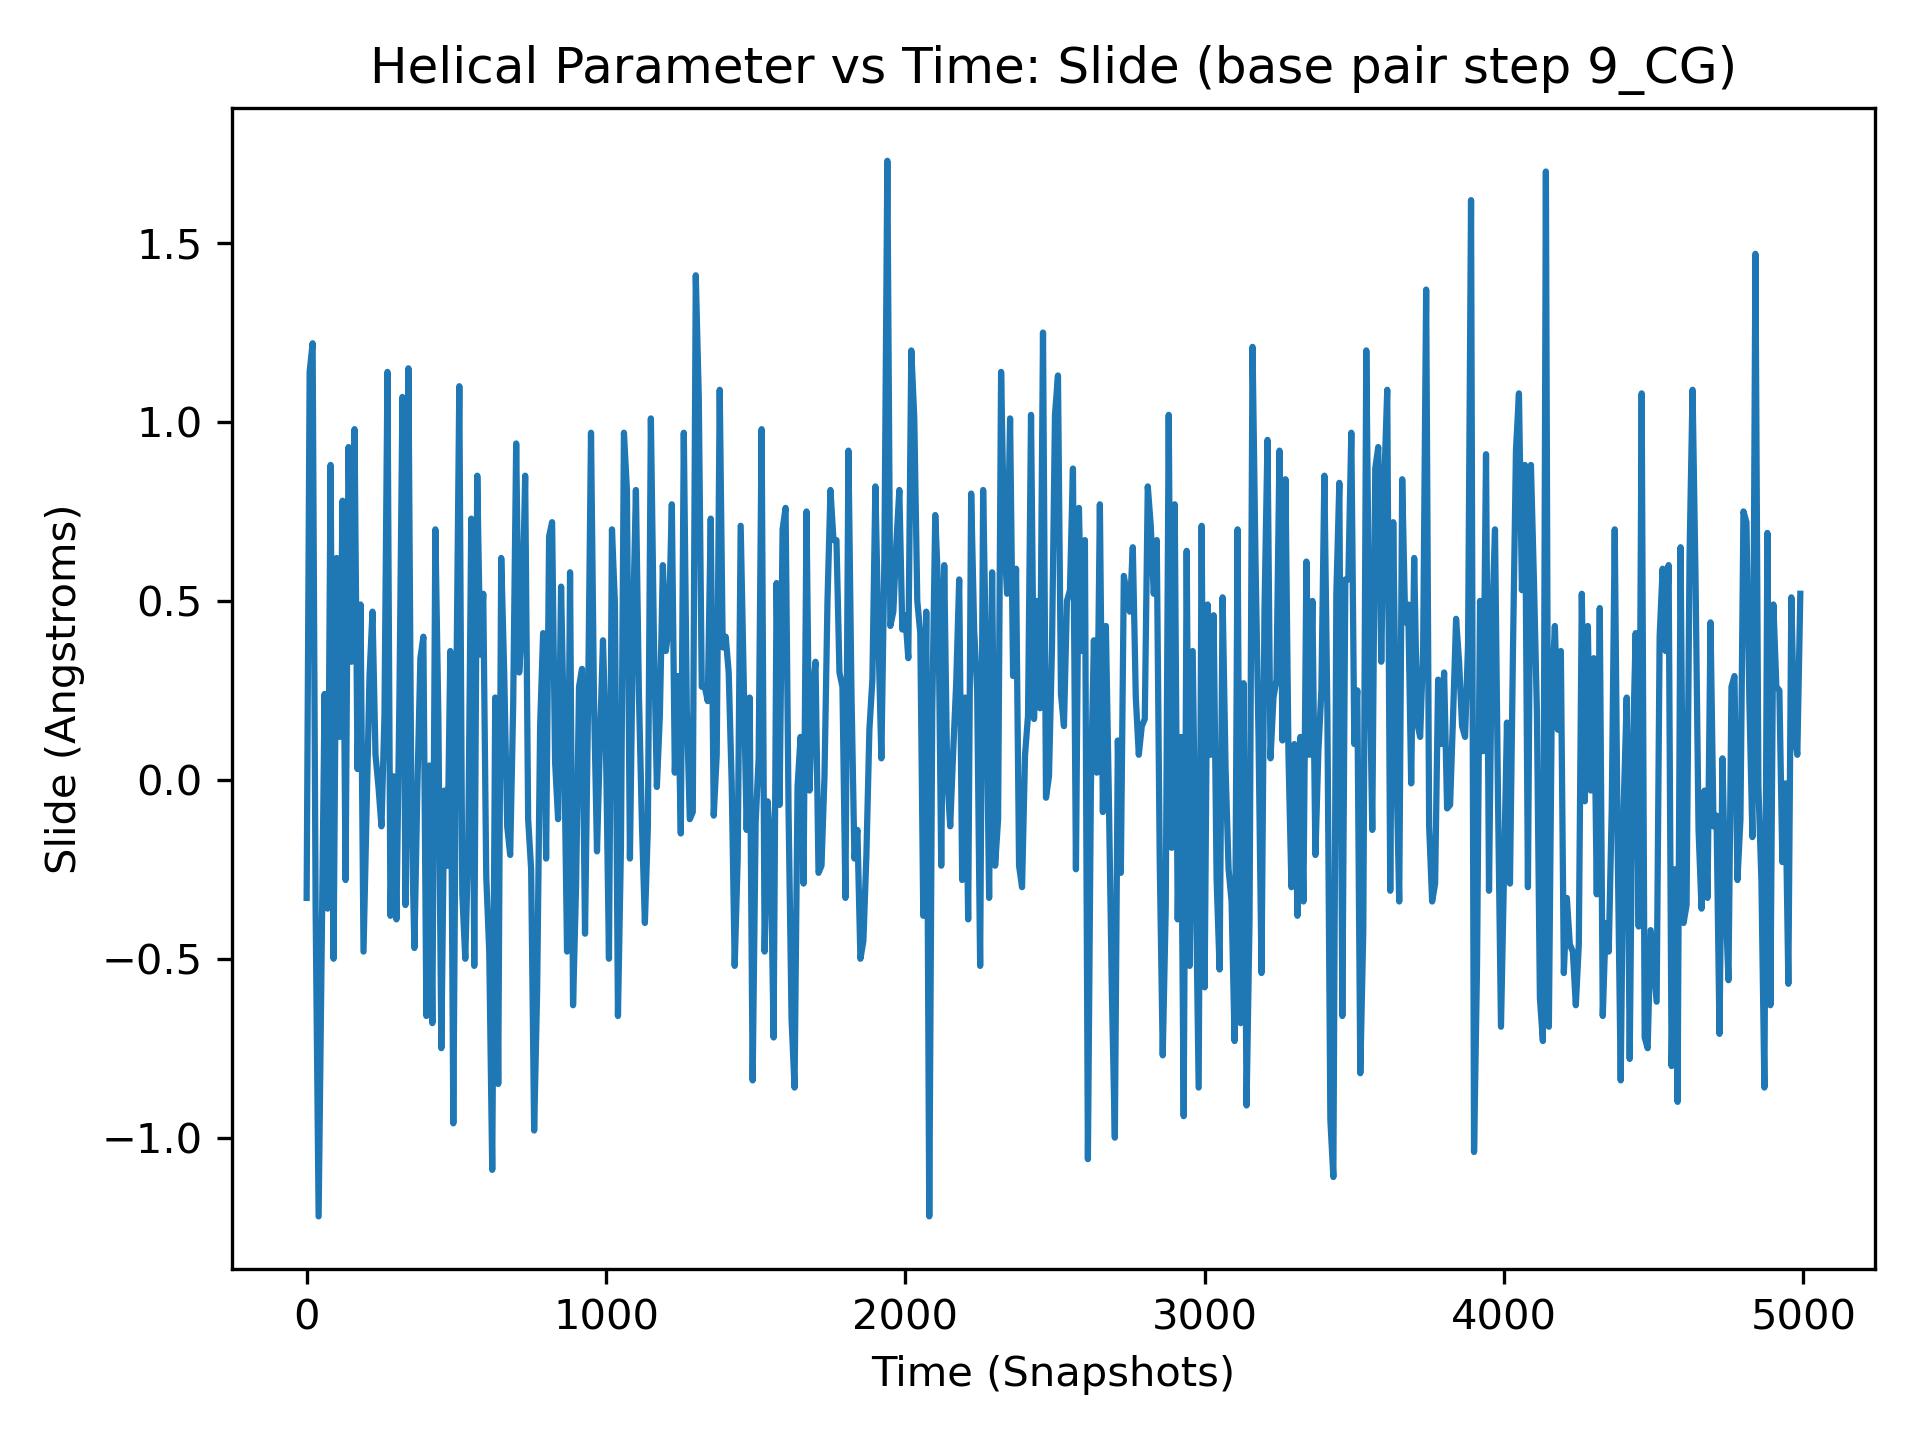 Helical Parameter vs Time: Slide (base pair step 9_CG)
Slide (Angstroms)
1.5
1.0
0.5
0.0
−0.5
−1.0
0 1000 2000 3000 4000 5000
Time (Snapshots)